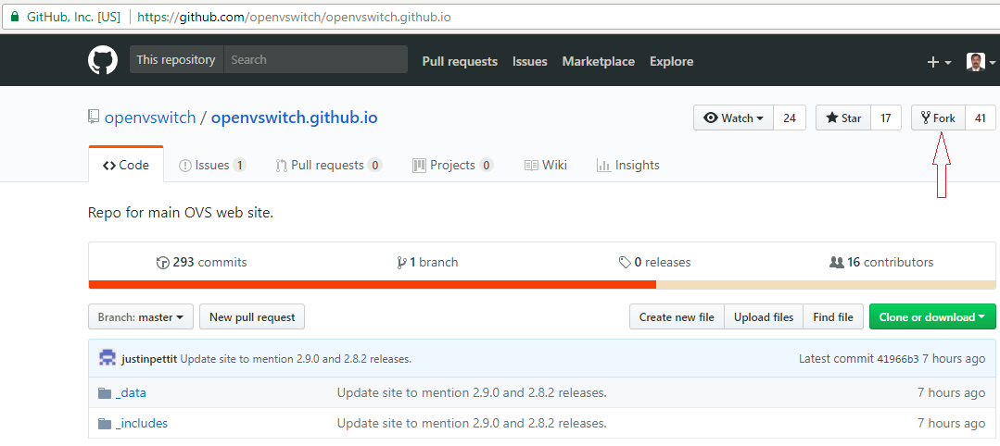 GitHub, Inc. [US] https://github.com/openvswitch/openvswitch.github.io
This repository Search Pull requests Issues Marketplace Explore
openvswitch / openvswitch.github.io Watch 24 Star 17 Fork 41
Code Issues 1 Pull requests 0 Projects 0 Wiki Insights
Repo for main OVS web site.
293 commits 1 branch 0 releases 16 contributors
Branch: master New pull request Create new file Upload files Find file Clone or download
justinpettit Update site to mention 2.9.0 and 2.8.2 releases. Latest commit 41966b3 7 hours ago
_data Update site to mention 2.9.0 and 2.8.2 releases. 7 hours ago
_includes Update site to mention 2.9.0 and 2.8.2 releases. 7 hours ago